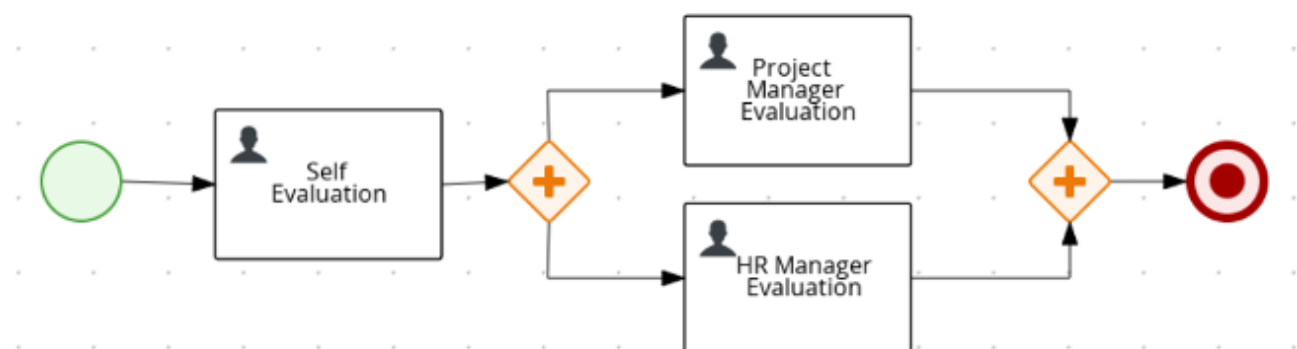 Self
Evaluation
Project
Manager
Evaluation
HR Manager
Evaluation